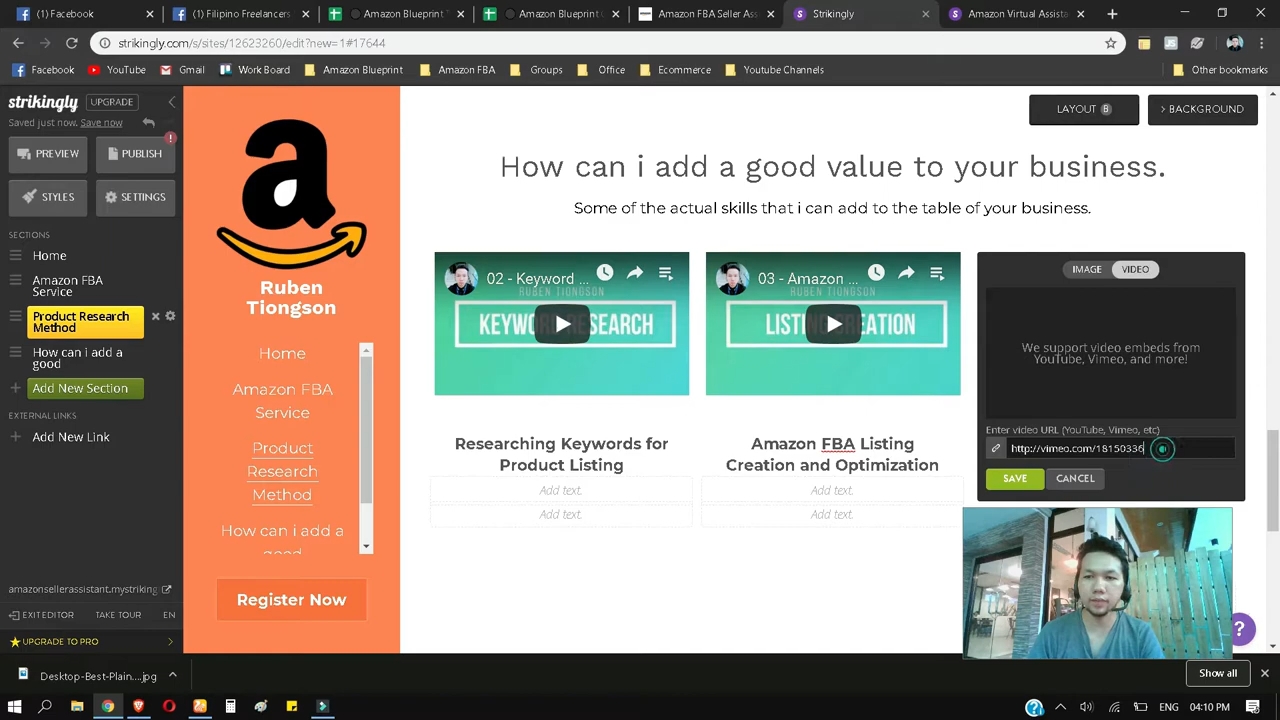 (1) Facebook
(1) Filipino Freelancers
Amazon Blueprint T
Amazon Blueprint U
Amazon FBA Seller Ass
Strikingly
Amazon Virtual Assista
strikingly.com/s/sites/12623260/edit?new=1#17644
Facebook
YouTube
Gmail
Work Board
Amazon Blueprint
Amazon FBA
Groups
Office
Ecommerce
Youtube Channels
Other bookmarks
strikingly
UPGRADE
Saved just now. Save now
PREVIEW
PUBLISH
STYLES
SETTINGS
SECTIONS
Home
Amazon FBA
Service
Product Research
Method
How can i add a
good
Add New Section
EXTERNAL LINKS
Add New Link
amazonsellerassistant.mystriking
EXIT EDITOR
TAKE TOUR
EN
UPGRADE TO PRO
Ruben
Tiongson
Home
Amazon FBA
Service
Product
Research
Method
How can i add a
good
Register Now
LAYOUT B
BACKGROUND
How can i add a good value to your business.
Some of the actual skills that i can add to the table of your business.
02 - Keyword ...
RUBEN TIONGSON
KEYWORD RESEARCH
03 - Amazon ...
RUBEN TIONGSON
LISTING CREATION
IMAGE
VIDEO
We support video embeds from
YouTube, Vimeo, and more!
Enter video URL (YouTube, Vimeo, etc)
http://vimeo.com/18150336
SAVE
CANCEL
Researching Keywords for
Product Listing
Add text.
Add text.
Amazon FBA Listing
Creation and Optimization
Add text.
Add text.
?
Desktop-Best-Plain....jpg
Show all
ENG
04:10 PM